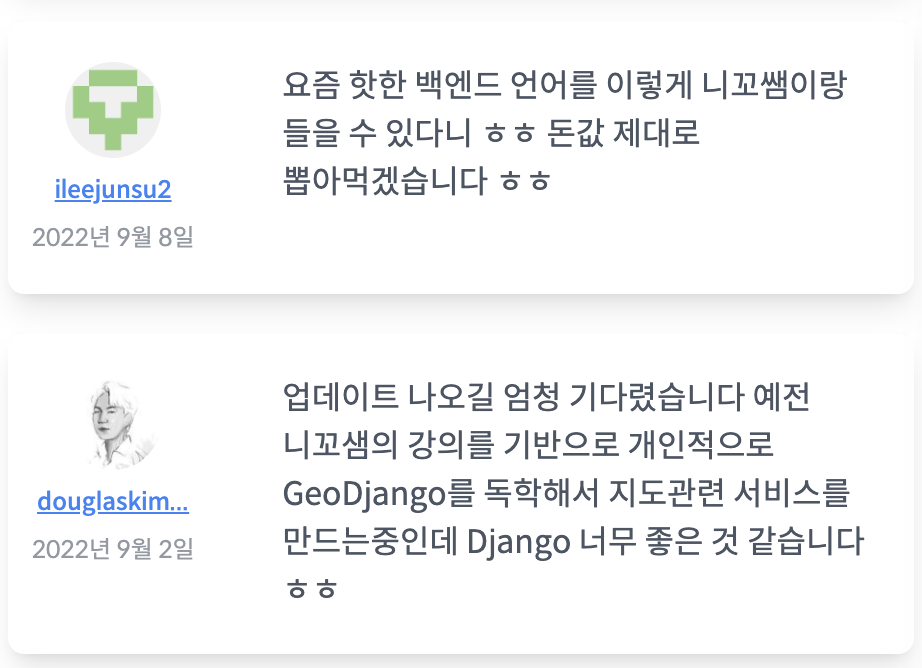 요즘 핫한 백엔드 언어를 이렇게 니꼬쌤이랑
들을 수 있다니 ㅎㅎ 돈값 제대로
뽑아먹겠습니다 ㅎㅎ
ileejunsu2
2022년 9월 8일
업데이트 나오길 엄청 기다렸습니다 예전
니꼬샘의 강의를 기반으로 개인적으로
GeoDjango를 독학해서 지도관련 서비스를
만드는중인데 Django 너무 좋은 것 같습니다
ㅎㅎ
douglaskim...
2022년 9월 2일